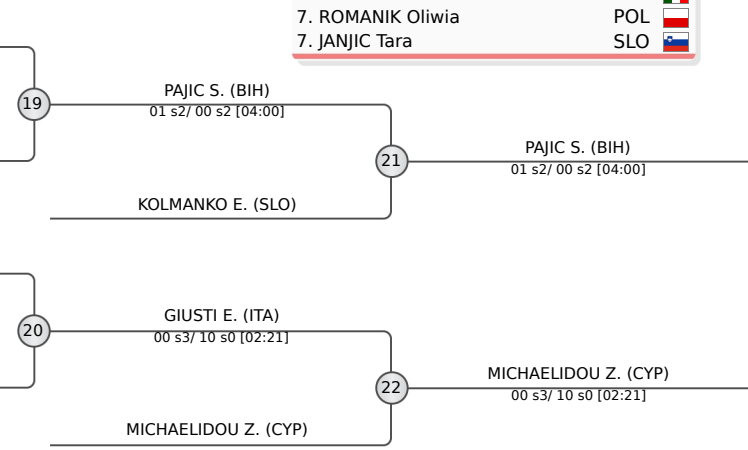 7. ROMANIK Oliwia POL
7. JANJIC Tara SLO
19
PAJIC S. (BIH)
01 s2/ 00 s2 [04:00]
21
PAJIC S. (BIH)
01 s2/ 00 s2 [04:00]
KOLMANKO E. (SLO)
20
GIUSTI E. (ITA)
00 s3/ 10 s0 [02:21]
22
MICHAELIDOU Z. (CYP)
00 s3/ 10 s0 [02:21]
MICHAELIDOU Z. (CYP)